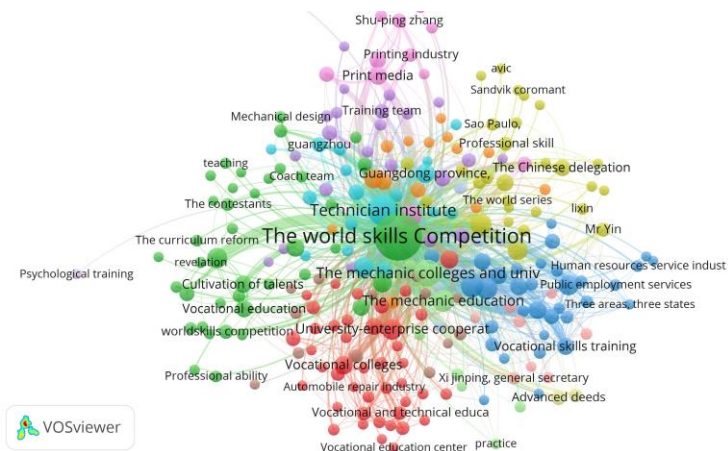 Shu-ping zhang
Printing industry
Print media
avic
Sandvik coromant
Mechanical design
Training team
Sao Paulo,
guangzhou
Professional skill
teaching
Coach team
Guangdong province,
The Chinese delegation
The contestants
The world series
Technician institute
lixin
The world skills Competition
Mr Yin
The curriculum reform
revelation
Psychological training
The mechanic colleges and univ
Human resources service indust
Cultivation of talents
Public employment services
Vocational education
The mechanic education
Three areas, three states
worldskills competition
University-enterprise cooperat
Vocational skills training
Vocational colleges
Professional ability
Automobile repair industry
Xi jinping, general secretary
Advanced deeds
Vocational and technical educa
Vocational education center
practice
VOSviewer